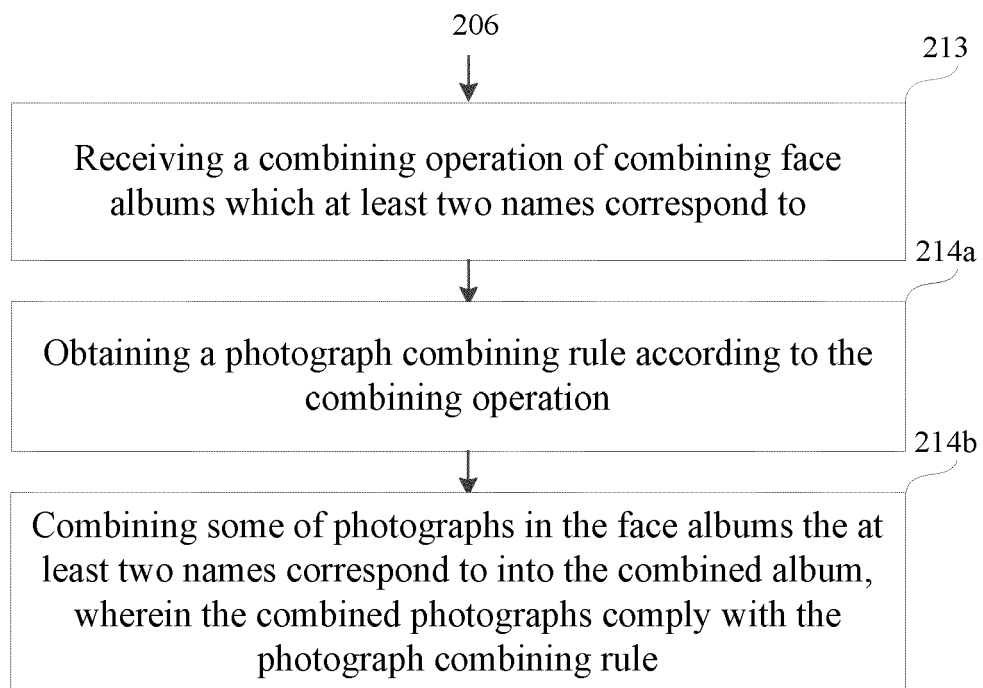 206
213
Receiving a combining operation of combining face
albums which at least two names correspond to
214a
Obtaining a photograph combining rule according to the
combining operation
214b
Combining some of photographs in the face albums the at
least two names correspond to into the combined album,
wherein the combined photographs comply with the
photograph combining rule